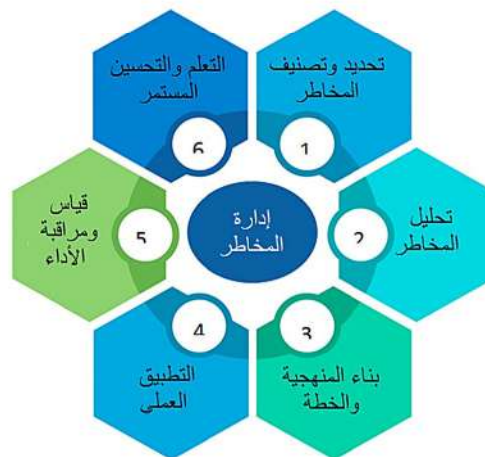 إدارة
المخاطر
1
تحديد وتصنيف
المخاطر
2
تحليل
المخاطر
3
بناء المنهجية
والخطة
4
التطبيق
العملي
5
قياس
ومراقبة
الأداء
6
التعلم والتحسين
المستمر